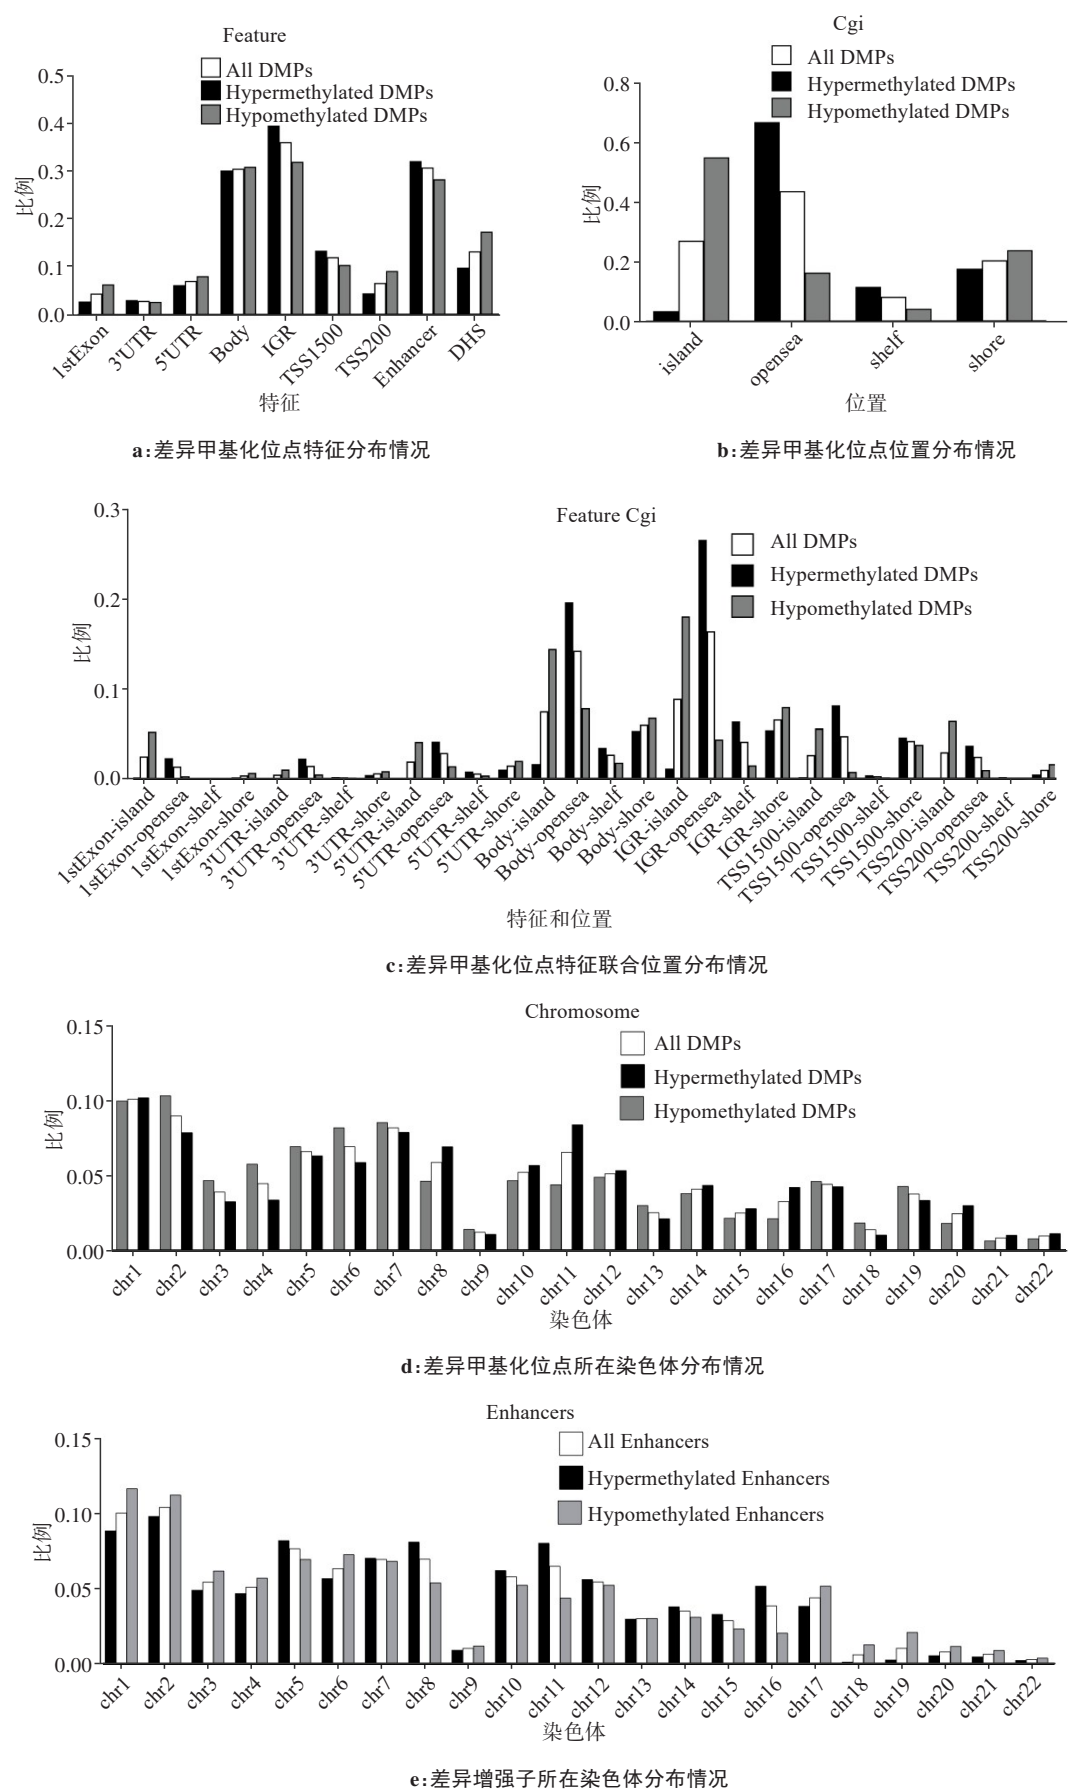 Feature
All DMPs
Hypermethylated DMPs
Hypomethylated DMPs
0.5
0.4
0.3
0.2
0.1
0.0
比例
1stExon
3'UTR
5'UTR
Body
IGR
TSS1500
TSS200
Enhancer
DHS
特征
a:差异甲基化位点特征分布情况
Cgi
All DMPs
Hypermethylated DMPs
Hypomethylated DMPs
0.8
0.6
0.4
0.2
0.0
比例
island
opensea
shelf
shore
位置
b:差异甲基化位点位置分布情况
Feature Cgi
All DMPs
Hypermethylated DMPs
Hypomethylated DMPs
0.3
0.2
0.1
0.0
比例
1stExon-island
1stExon-opensea
1stExon-shelf
1stExon-shore
3'UTR-island
3'UTR-opensea
3'UTR-shelf
3'UTR-shore
5'UTR-island
5'UTR-opensea
5'UTR-shelf
5'UTR-shore
Body-island
Body-opensea
Body-shelf
Body-shore
IGR-island
IGR-opensea
IGR-shelf
IGR-shore
TSS1500-island
TSS1500-opensea
TSS1500-shelf
TSS1500-shore
TSS200-island
TSS200-opensea
TSS200-shelf
TSS200-shore
特征和位置
c:差异甲基化位点特征联合位置分布情况
Chromosome
All DMPs
Hypermethylated DMPs
Hypomethylated DMPs
0.15
0.10
0.05
0.00
比例
chr1
chr2
chr3
chr4
chr5
chr6
chr7
chr8
chr9
chr10
chr11
chr12
chr13
chr14
chr15
chr16
chr17
chr18
chr19
chr20
chr21
chr22
染色体
d:差异甲基化位点所在染色体分布情况
Enhancers
All Enhancers
Hypermethylated Enhancers
Hypomethylated Enhancers
0.15
0.10
0.05
0.00
比例
chr1
chr2
chr3
chr4
chr5
chr6
chr7
chr8
chr9
chr10
chr11
chr12
chr13
chr14
chr15
chr16
chr17
chr18
chr19
chr20
chr21
chr22
染色体
e:差异增强子所在染色体分布情况